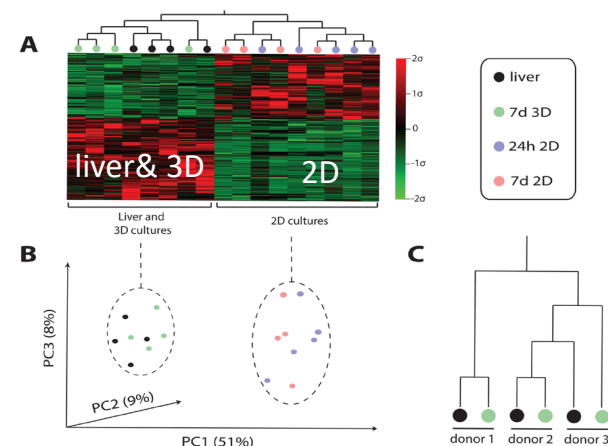 A
2σ
1σ
0
-1σ
-2σ
liver& 3D
2D
Liver and
3D cultures
2D cultures
liver
7d 3D
24h 2D
7d 2D
B
PC3 (8%)
PC2 (9%)
PC1 (51%)
C
donor 1
donor 2
donor 3